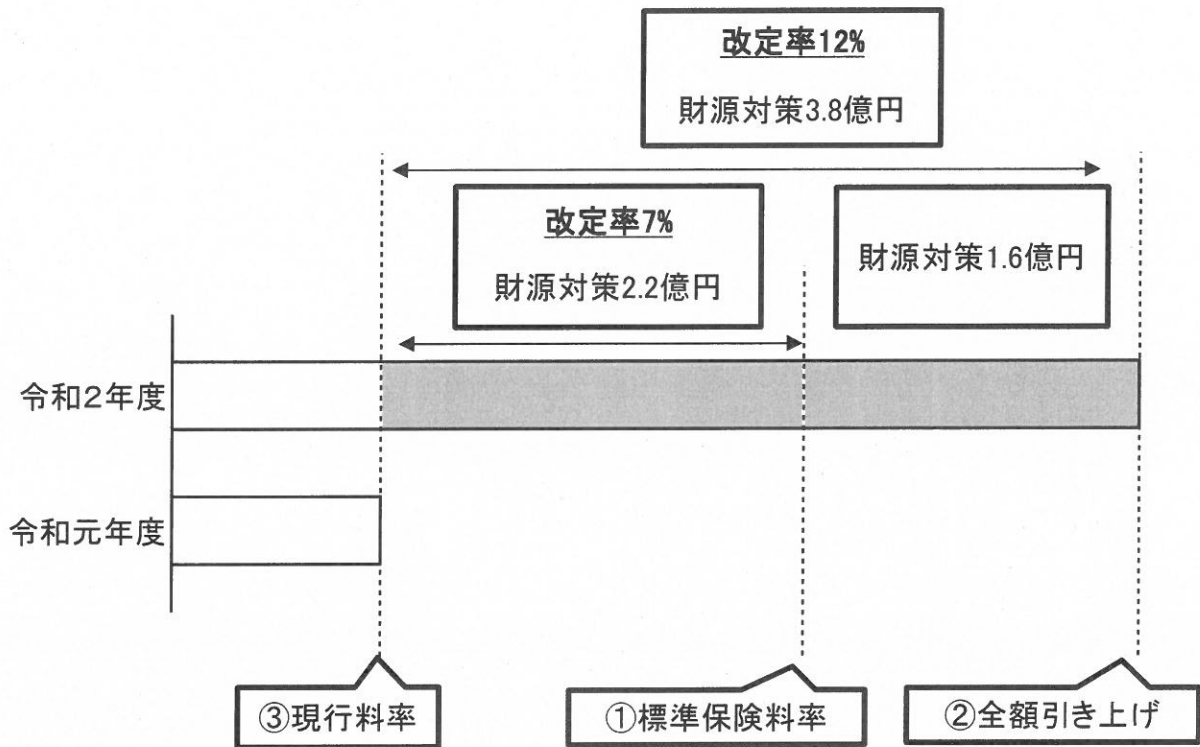 改定率12%
財源対策3.8億円
改定率7%
財源対策2.2億円
財源対策1.6億円
令和2年度
令和元年度
③現行料率
①標準保険料率
②全額引き上げ